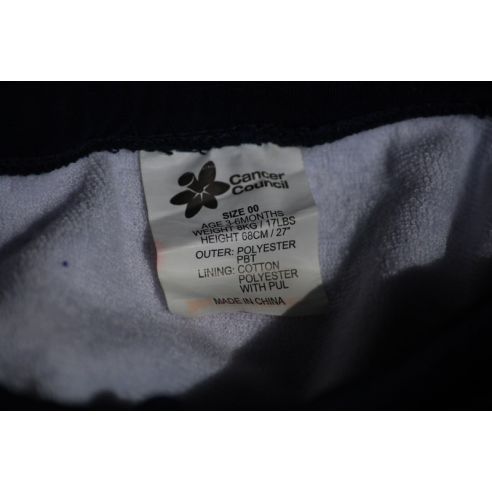 Cancer
Council
SIZE 00
AGE 3-6MONTHS
WEIGHT 8KG / 17LBS
HEIGHT 68CM / 27"
OUTER: POLYESTER
PBT
LINING: COTTON
POLYESTER
WITH PUL
MADE IN CHINA